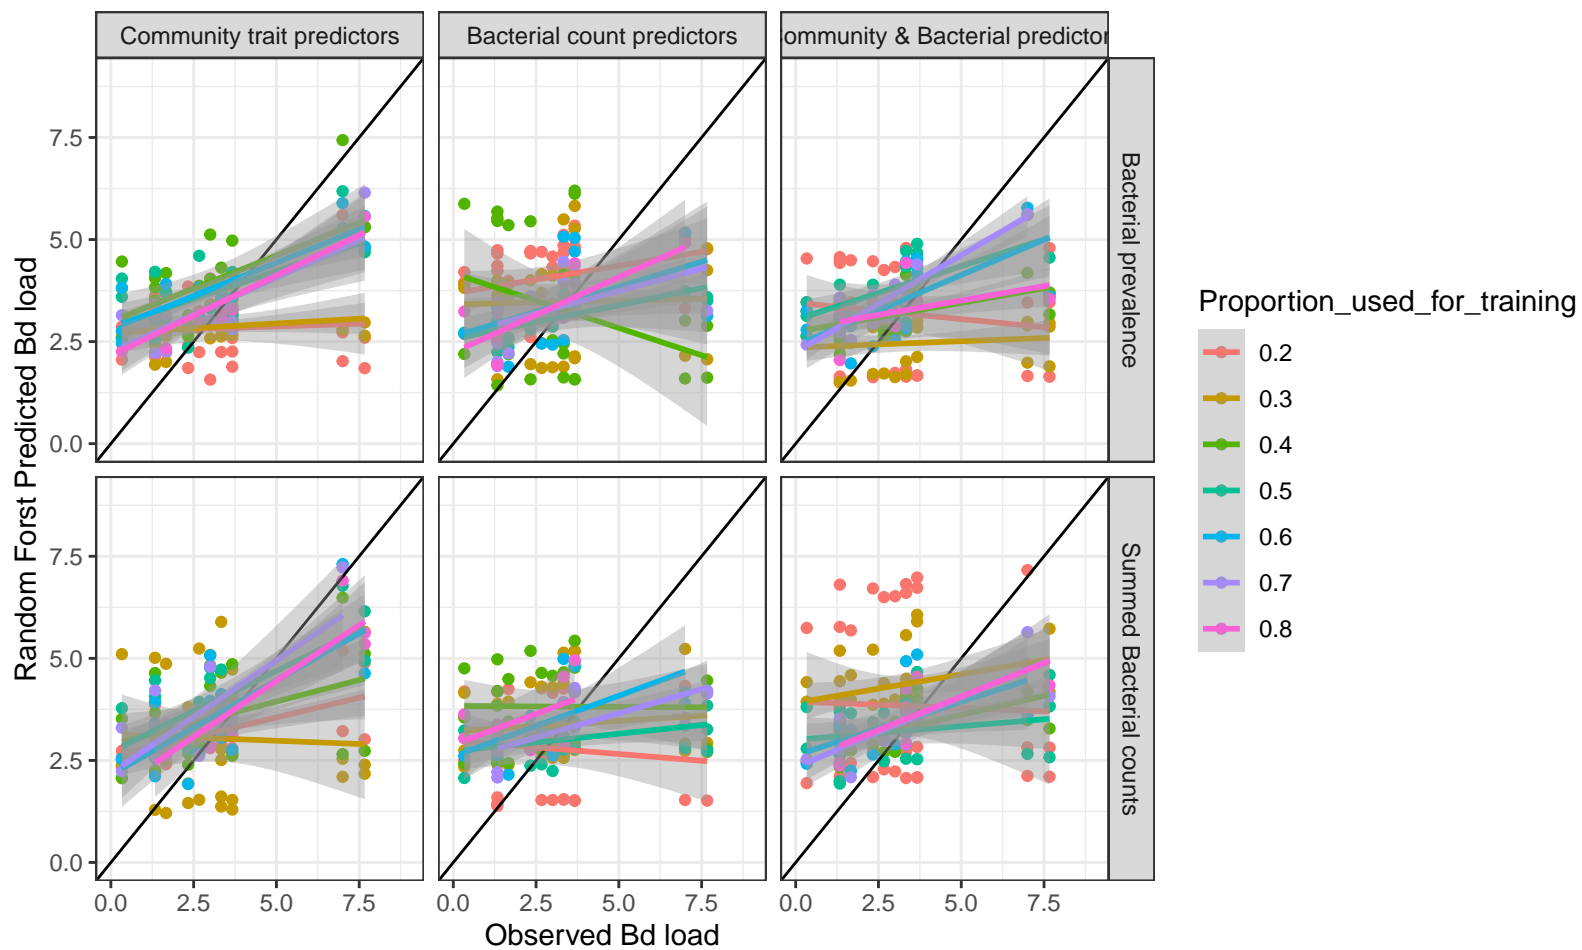 Community trait predictors
Bacterial count predictors
ommunity & Bacterial predictor
7.5
5.0
2.5
0.0
Bacterial prevalence
7.5
5.0
2.5
0.0
Summed Bacterial counts
Random Forst Predicted Bd load
0.0 2.5 5.0 7.5
0.0 2.5 5.0 7.5
0.0 2.5 5.0 7.5
Observed Bd load
Proportion_used_for_training
0.2
0.3
0.4
0.5
0.6
0.7
0.8